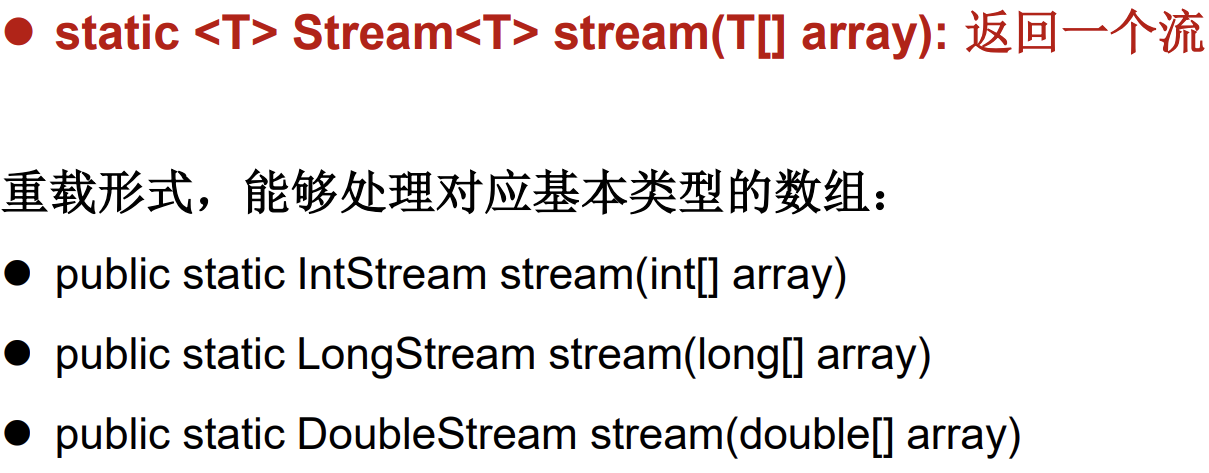 ● static <T> Stream<T> stream(T[] array): 返回一个流
重载形式，能够处理对应基本类型的数组：
● public static IntStream stream(int[] array)
● public static LongStream stream(long[] array)
● public static DoubleStream stream(double[] array)